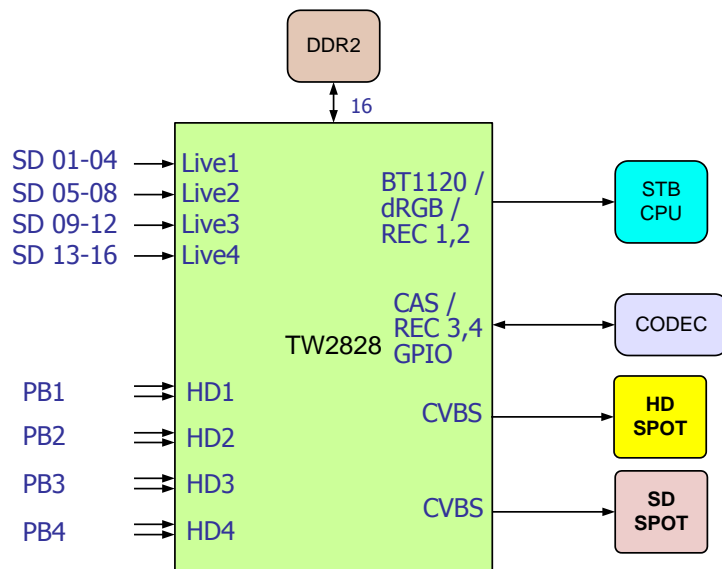 DDR2
16
SD 01-04
Live1
SD 05-08
Live2
SD 09-12
Live3
SD 13-16
Live4
BT1120 /
dRGB /
REC 1,2
STB
CPU
CAS /
REC 3,4
GPIO
TW2828
CODEC
PB1
HD1
CVBS
HD
SPOT
PB2
HD2
PB3
HD3
CVBS
SD
SPOT
PB4
HD4